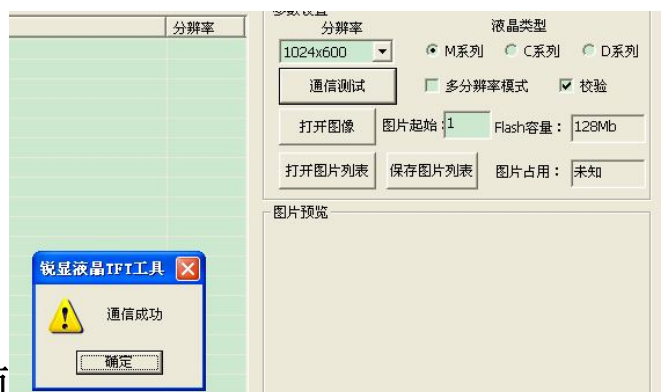 参数设置
分辨率
分辨率
液晶类型
1024x600
M系列
C系列
D系列
通信测试
多分辨率模式
校验
打开图像
图片起始:
1
Flash容量：
128Mb
打开图片列表
保存图片列表
图片占用：
未知
图片预览
锐显液晶TFT工具
通信成功
确定